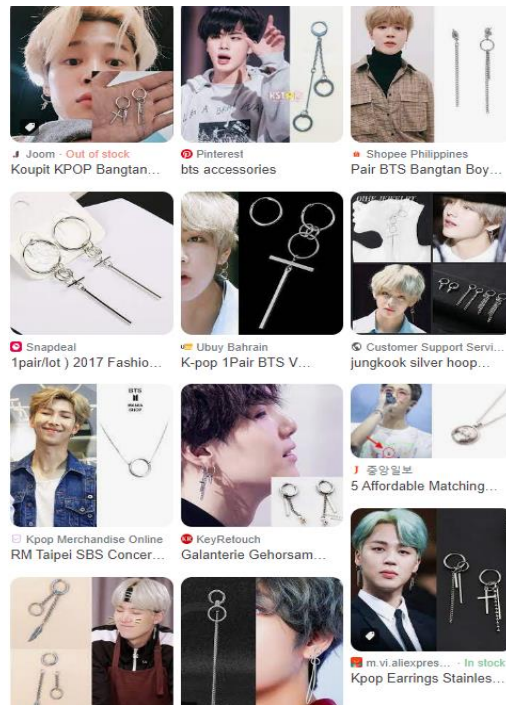 KSTAR
Joom · Out of stock
Koupit KPOP Bangtan...
Pinterest
bts accessories
Shopee Philippines
Pair BTS Bangtan Boy...
Snapdeal
1pair/lot ) 2017 Fashio...
Ubuy Bahrain
K-pop 1Pair BTS V...
Customer Support Servi...
jungkook silver hoop...
BTS
Kpop Merchandise Online
RM Taipei SBS Concer...
KR KeyRetouch
Galanterie Gehorsam...
중앙일보
5 Affordable Matching...
m.vi.aliexpres... · In stock
Kpop Earrings Stainles...